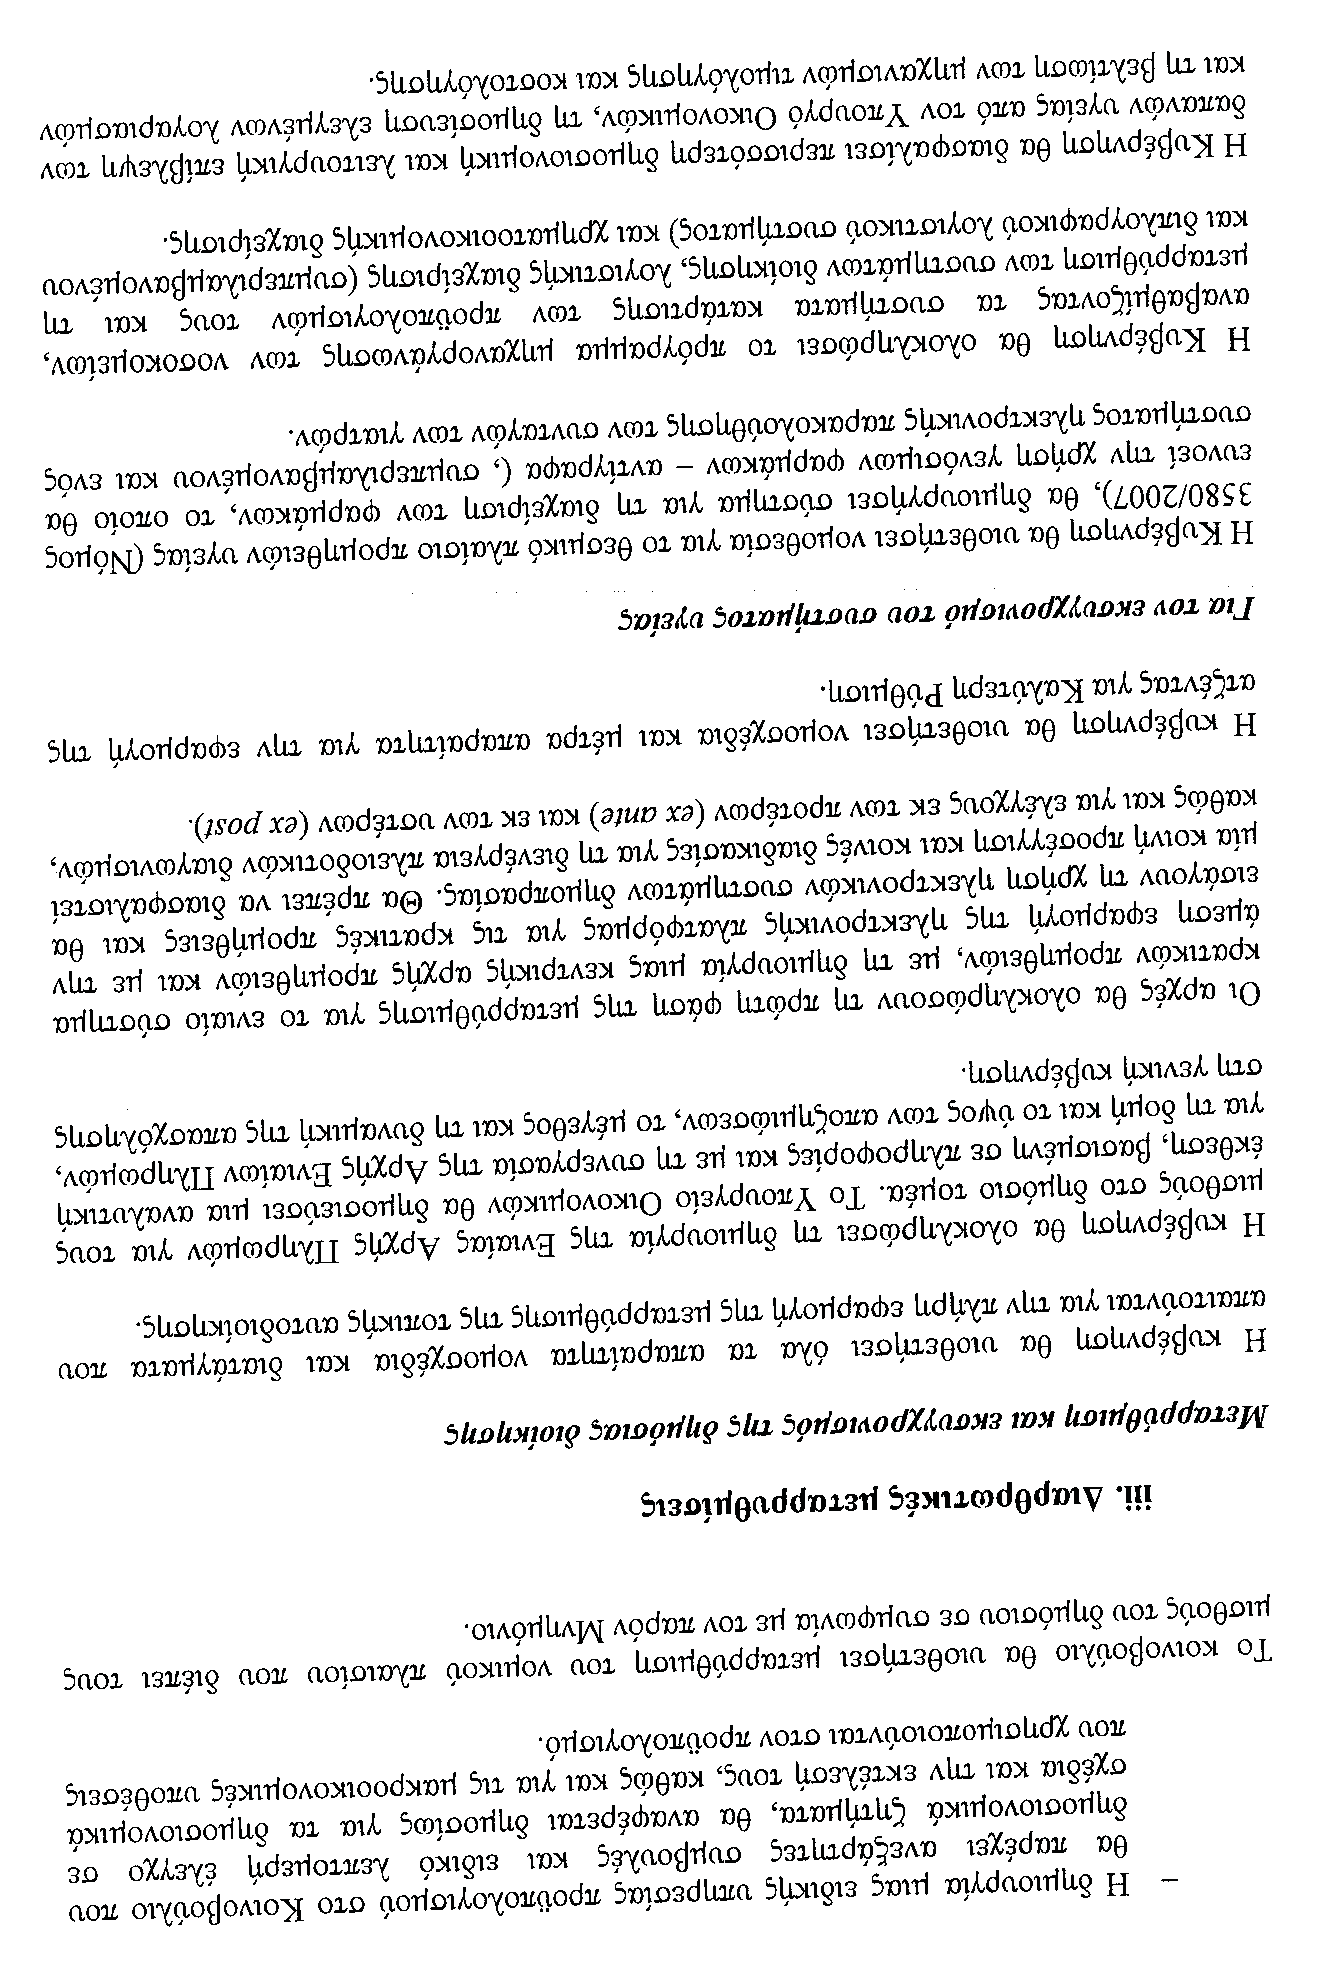 – Η δημιουργία μιας ειδικής υπηρεσίας προϋπολογισμού στο Κοινοβούλιο που
θα παρέχει ανεξάρτητες συμβουλές και ειδικό λεπτομερή έλεγχο σε
δημοσιονομικά ζητήματα, θα αναφέρεται δημοσίως για τα δημοσιονομικά
σχέδια και την εκτέλεσή τους, καθώς και για τις μακροοικονομικές υποθέσεις
που χρησιμοποιούνται στον προϋπολογισμό.
Το κοινοβούλιο θα υιοθετήσει μεταρρύθμιση του νομικού πλαισίου που διέπει τους
μισθούς του δημόσιου σε συμφωνία με τον παρόν Μνημόνιο.
iii. Διαρθρωτικές μεταρρυθμίσεις
Μεταρρύθμιση και εκσυγχρονισμός της δημόσιας διοίκησης
Η κυβέρνηση θα υιοθετήσει όλα τα απαραίτητα νομοσχέδια και διατάγματα που
απαιτούνται για την πλήρη εφαρμογή της μεταρρύθμισης της τοπικής αυτοδιοίκησης.
Η κυβέρνηση θα ολοκληρώσει τη δημιουργία της Ενιαίας Αρχής Πληρωμών για τους
μισθούς στο δημόσιο τομέα. Το Υπουργείο Οικονομικών θα δημοσιεύσει μια αναλυτική
έκθεση, βασισμένη σε πληροφορίες και με τη συνεργασία της Αρχής Ενιαίων Πληρωμών,
για τη δομή και το ύψος των αποζημιώσεων, το μέγεθος και τη δυναμική της απασχόλησης
στη γενική κυβέρνηση.
Οι αρχές θα ολοκληρώσουν τη πρώτη φάση της μεταρρύθμισης για το ενιαίο σύστημα
κρατικών προμηθειών, με τη δημιουργία μιας κεντρικής αρχής προμηθειών και με την
άμεση εφαρμογή της ηλεκτρονικής πλατφόρμας για τις κρατικές προμήθειες και θα
εισάγουν τη χρήση ηλεκτρονικών συστημάτων δημοπρασίας. Θα πρέπει να διασφαλιστεί
μία κοινή προσέγγιση και κοινές διαδικασίες για τη διενέργεια πλειοδοτικών διαγωνισμών,
καθώς και για ελέγχους εκ των προτέρων (ex ante) και εκ των υστέρων (ex post).
Η κυβέρνηση θα υιοθετήσει νομοσχέδια και μέτρα απαραίτητα για την εφαρμογή της
ατζέντας για Καλύτερη Ρύθμιση.
Για τον εκσυγχρονισμό του συστήματος υγείας
Η Κυβέρνηση θα υιοθετήσει νομοθεσία για το θεσμικό πλαίσιο προμηθειών υγείας (Νόμος
3580/2007), θα δημιουργήσει σύστημα για τη διαχείριση των φαρμάκων, το οποίο θα
ευνοεί την χρήση γενόσιμων φαρμάκων – αντίγραφα (, συμπεριλαμβανομένου και ενός
συστήματος ηλεκτρονικής παρακολούθησης των συνταγών των γιατρών.
Η Κυβέρνηση θα ολοκληρώσει το πρόγραμμα μηχανοργάνωσης των νοσοκομείων,
αναβαθμίζοντας τα συστήματα κατάρτισης των προϋπολογισμών τους και τη
μεταρρύθμιση των συστημάτων διοίκησης, λογιστικής διαχείρισης (συμπεριλαμβανομένου
και διπλογραφικού λογιστικού συστήματος) και χρηματοοικονομικής διαχείρισης.
Η Κυβέρνηση θα διασφαλίσει περισσότερη δημοσιονομική και λειτουργική επίβλεψη των
δαπανών υγείας από τον Υπουργό Οικονομικών, τη δημοσίευση ελεγμένων λογαριασμών
και τη βελτίωση των μηχανισμών τιμολόγησης και κοστολόγησης.